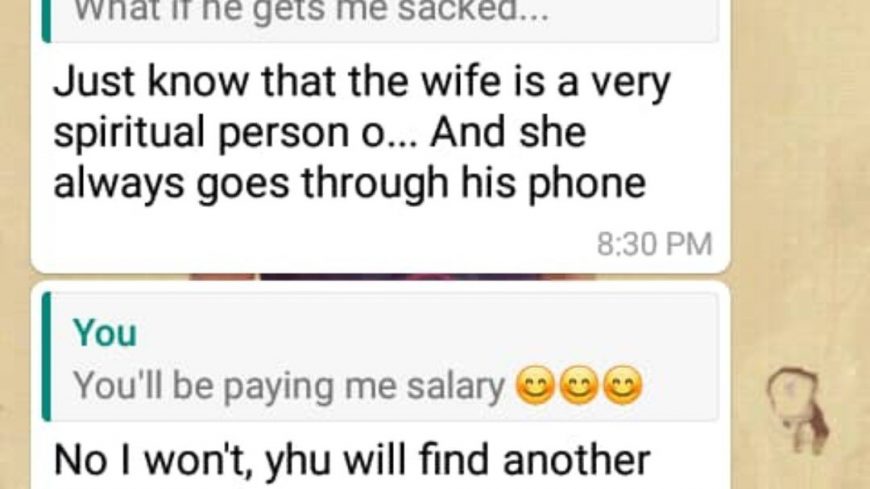 What if he gets me sacked...
Just know that the wife is a very
spiritual person o... And she
always goes through his phone
8:30 PM
You
You'll be paying me salary 😊😊😊
No I won't, yhu will find another